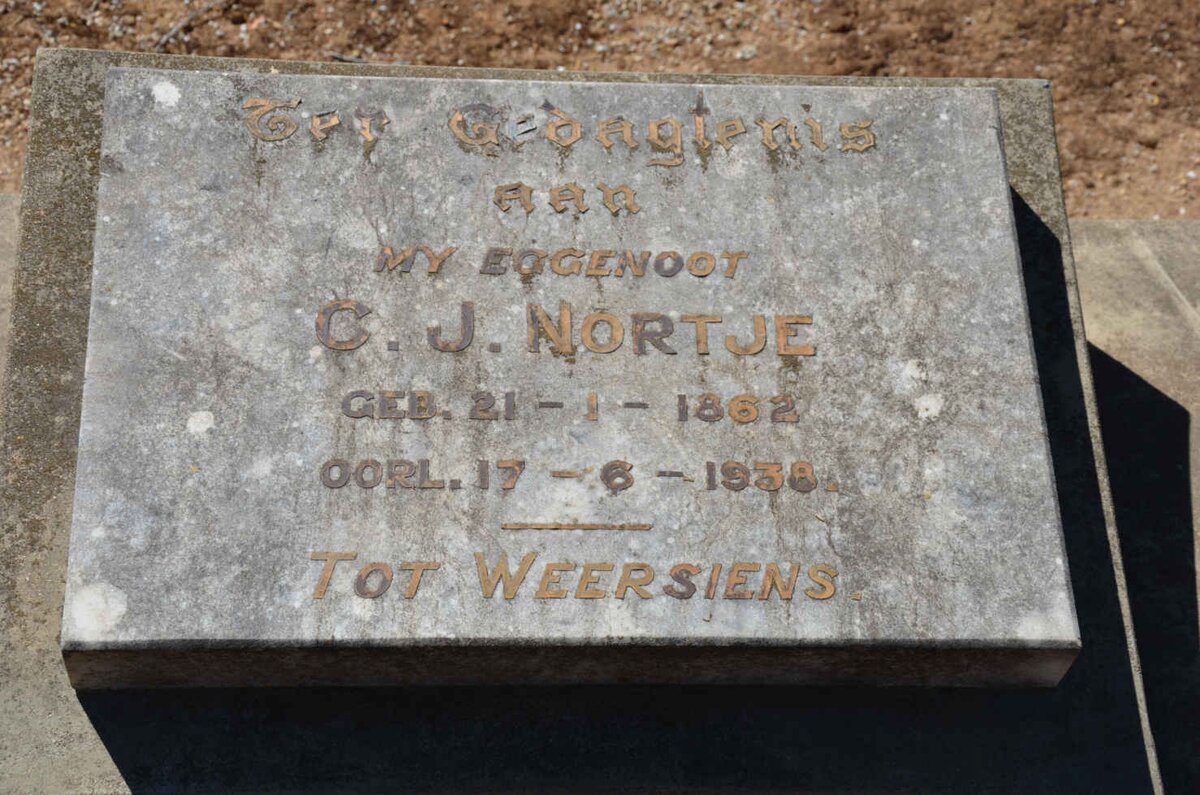 Ter Gedagtenis
aan
MY EGGENOOT
C. J. NORTJE
GEB. 21 - 1 - 1862
OORL. 17 - 6 - 1938.
TOT WEERSIENS.